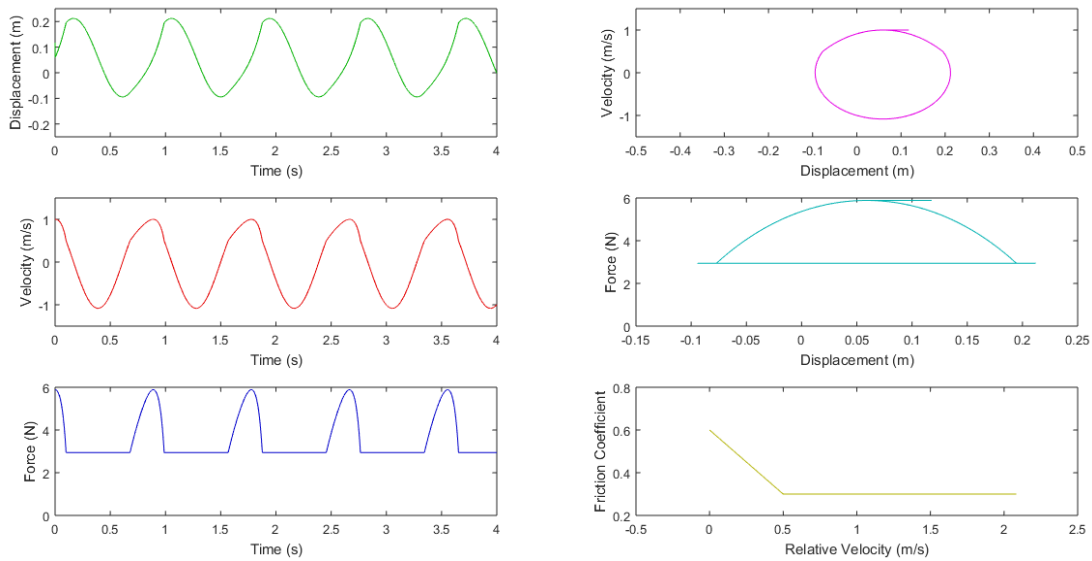 Displacement (m)
0.2
0.1
0
-0.1
-0.2
0 0.5 1 1.5 2 2.5 3 3.5 4
Time (s)
Velocity (m/s)
1
0
-1
-0.5 -0.4 -0.3 -0.2 -0.1 0 0.1 0.2 0.3 0.4 0.5
Displacement (m)
Velocity (m/s)
1
0
-1
0 0.5 1 1.5 2 2.5 3 3.5 4
Time (s)
Force (N)
6
4
2
0
-0.15 -0.1 -0.05 0 0.05 0.1 0.15 0.2 0.25
Displacement (m)
Force (N)
6
4
2
0
0 0.5 1 1.5 2 2.5 3 3.5 4
Time (s)
Friction Coefficient
0.8
0.6
0.4
0.2
-0.5 0 0.5 1 1.5 2 2.5
Relative Velocity (m/s)